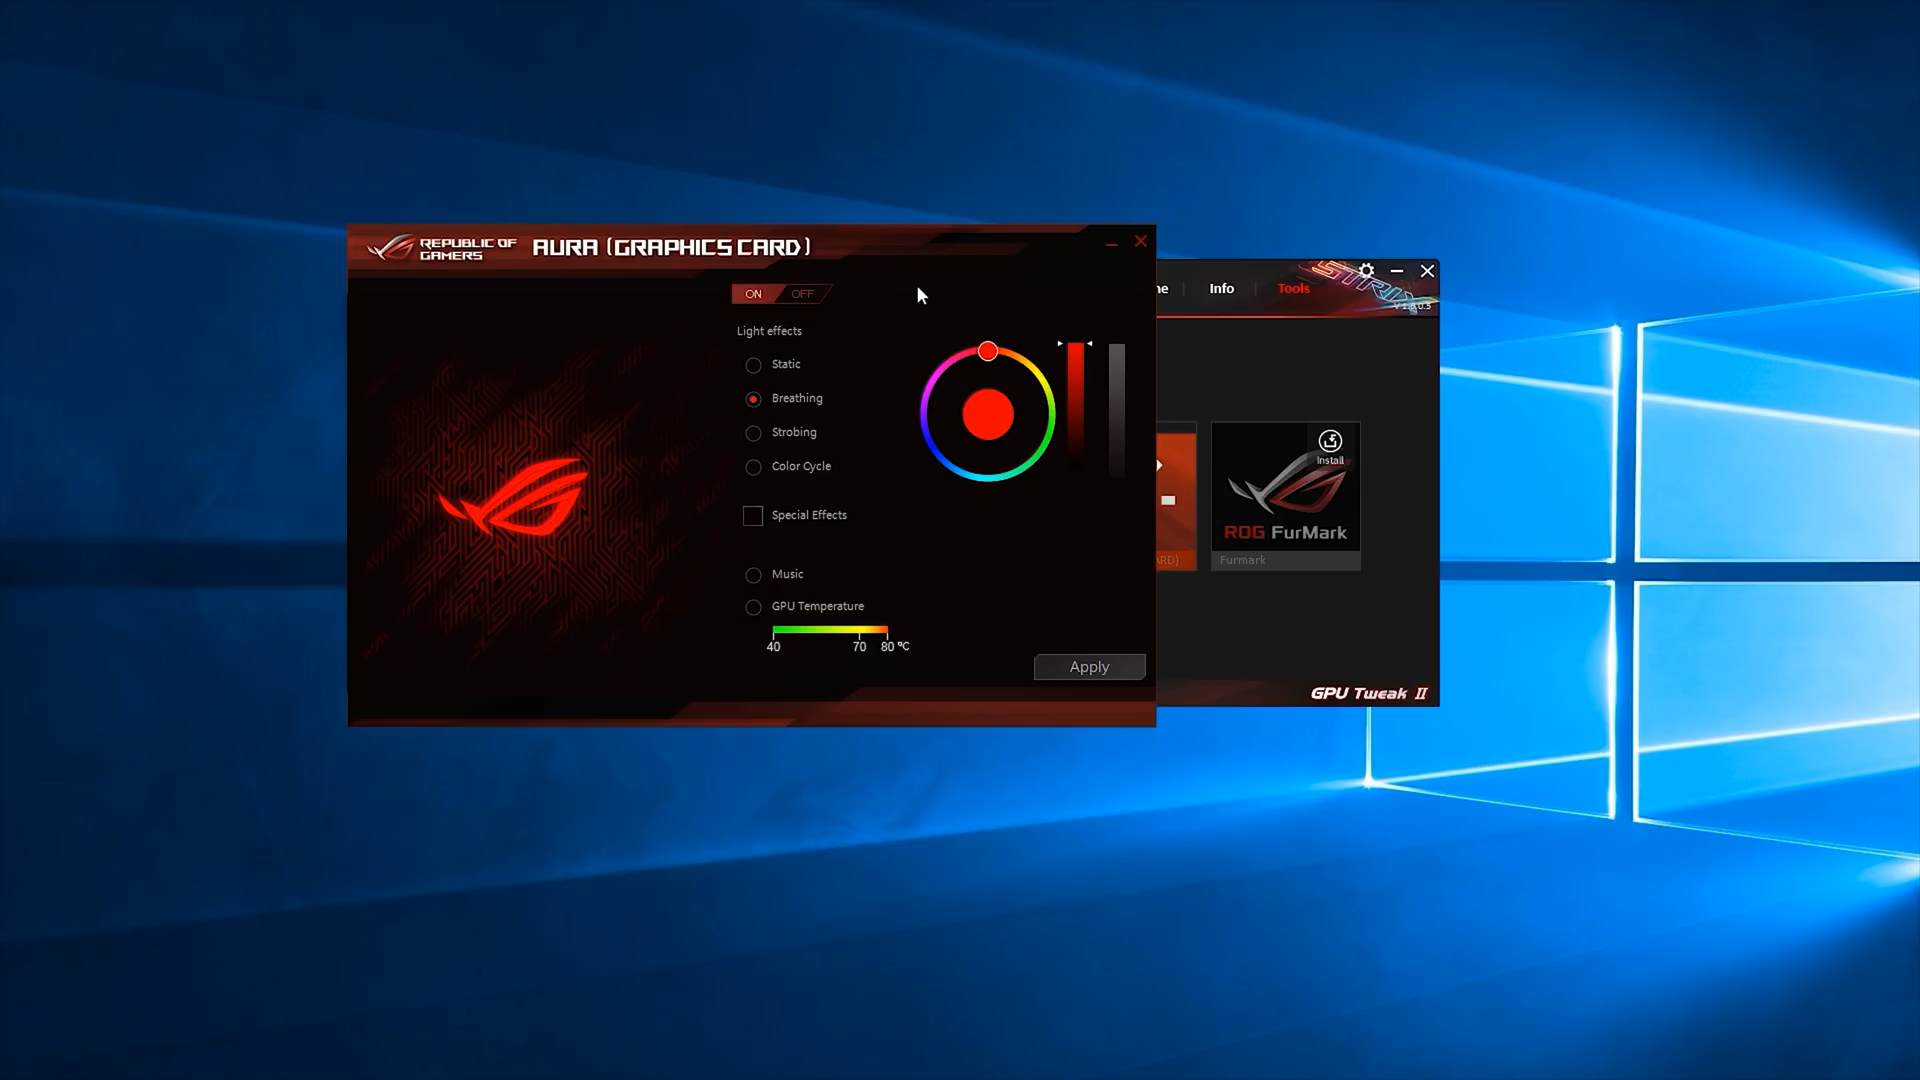 REPUBLIC OF
GAMERS
AURA (GRAPHICS CARD)
ON OFF
Light effects
Static
Breathing
Strobing
Color Cycle
Special Effects
Music
GPU Temperature
40 70 80 °C
Apply
Info
Tools
STRIX
Install
ROG FurMark
Furmark
GPU Tweak II